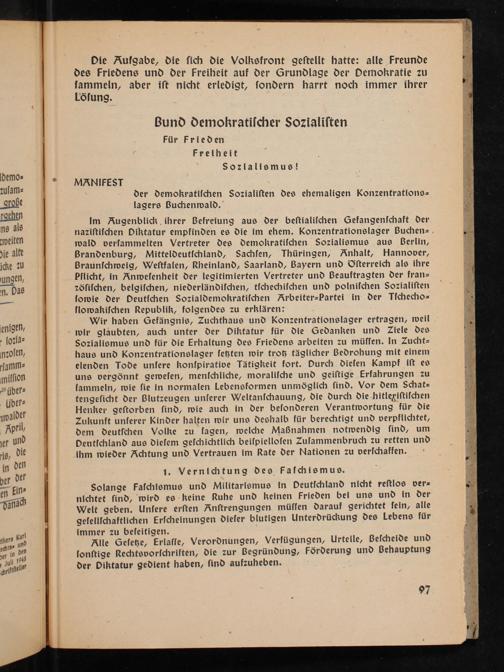 Die Aufgabe, die sich die Volksfront gestellt hatte: alle Freunde
des Friedens und der Freiheit auf der Grundlage der Demokratie zu
sammeln, aber ist nicht erledigt, sondern harrt noch immer ihrer
Lösung.
Bund demokratischer Sozialisten
Für Frieden
Freiheit
Sozialismus!
MANIFEST
der demokratischen Sozialisten des ehemaligen Konzentrations-
lagers Buchenwald.
Im Augenblick ihrer Befreiung aus der bestialischen Gefangenschaft der
nazistischen Diktatur empfinden es die im ehem. Konzentrationslager Buchen-
wald versammelten Vertreter des demokratischen Sozialismus aus Berlin,
Brandenburg, Mitteldeutschland, Sachsen, Thüringen, Anhalt, Hannover,
Braunschweig, Westfalen, Rheinland, Saarland, Bayern und Österreich als ihre
Pflicht, in Anwesenheit der legitimierten Vertreter und Beauftragten der fran-
zösischen, belgischen, niederländischen, tschechischen und polnischen Sozialisten
sowie der Deutschen Sozialdemokratischen Arbeiter-Partei in der Tschecho-
slowakischen Republik, folgendes zu erklären:
Wir haben Gefängnis, Zuchthaus und Konzentrationslager ertragen, weil
wir glaubten, auch unter der Diktatur für die Gedanken und Ziele des
Sozialismus und für die Erhaltung des Friedens arbeiten zu müssen. In Zucht-
haus und Konzentrationslager setzten wir trotz täglicher Bedrohung mit einem
elenden Tode unsere konspirative Tätigkeit fort. Durch diesen Kampf ist es
uns vergönnt gewesen, menschliche, moralische und geistige Erfahrungen zu
sammeln, wie sie in normalen Lebensformen unmöglich sind. Vor dem Schat-
tengesicht der Blutzeugen unserer Weltanschauung, die durch die hitleristischen
Henker gestorben sind, wie auch in der besonderen Verantwortung für die
Zukunft unserer Kinder halten wir uns deshalb für berechtigt und verpflichtet,
dem deutschen Volke zu sagen, welche Maßnahmen notwendig sind, um
Deutschland aus diesem geschichtlich beispiellosen Zusammenbruch zu retten und
ihm wieder Achtung und Vertrauen im Rate der Nationen zu verschaffen.
1. Vernichtung des Faschismus.
Solange Faschismus und Militarismus in Deutschland nicht restlos ver-
nichtet sind, wird es keine Ruhe und keinen Frieden bei uns und in der
Welt geben. Unsere ersten Anstrengungen müssen darauf gerichtet sein, alle
gesellschaftlichen Erscheinungen dieser blutigen Unterdrückung des Lebens für
immer zu beseitigen.
Alle Gesetze, Erlasse, Verordnungen, Verfügungen, Urteile, Bescheide und
sonstige Rechtsvorschriften, die zur Begründung, Förderung und Behauptung
der Diktatur gedient haben, sind aufzuheben.
97